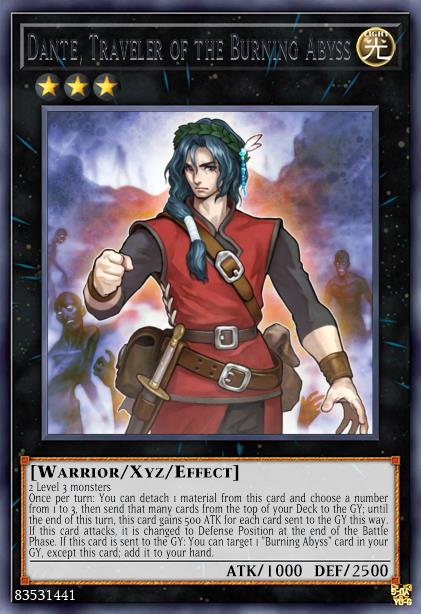 Dante, Traveler of the Burning Abyss
LIGHT
光
[Warrior/Xyz/Effect]
2 Level 3 monsters
Once per turn: You can detach 1 material from this card and choose a number
from 1 to 3, then send that many cards from the top of your Deck to the GY; until
the end of this turn, this card gains 500 ATK for each card sent to the GY this way.
If this card attacks, it is changed to Defense Position at the end of the Battle
Phase. If this card is sent to the GY: You can target 1 "Burning Abyss" card in your
GY, except this card; add it to your hand.
ATK/1000 DEF/2500
83531441